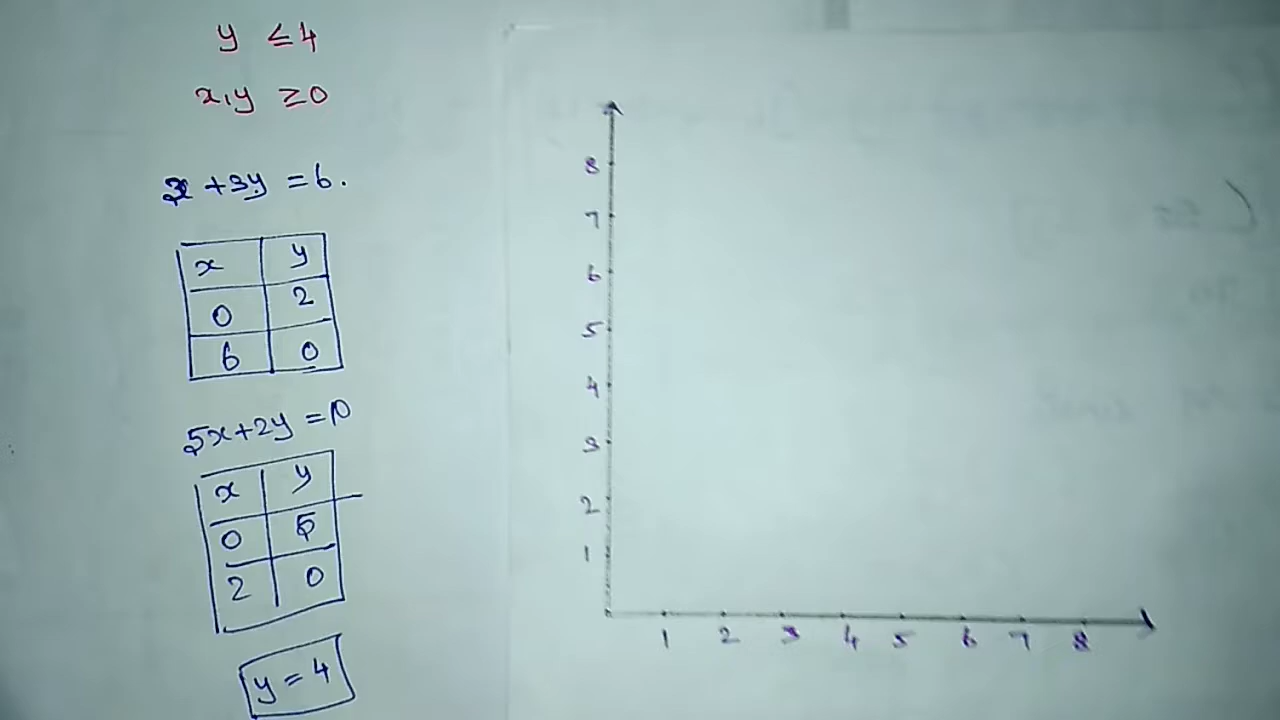 y ≤ 4
x, y ≥ 0
x + 3y = 6.
x y
0 2
6 0
5x + 2y = 10
x y
0 5
2 0
y = 4
8
7
6
5
4
3
2
1
1 2 3 4 5 6 7 8